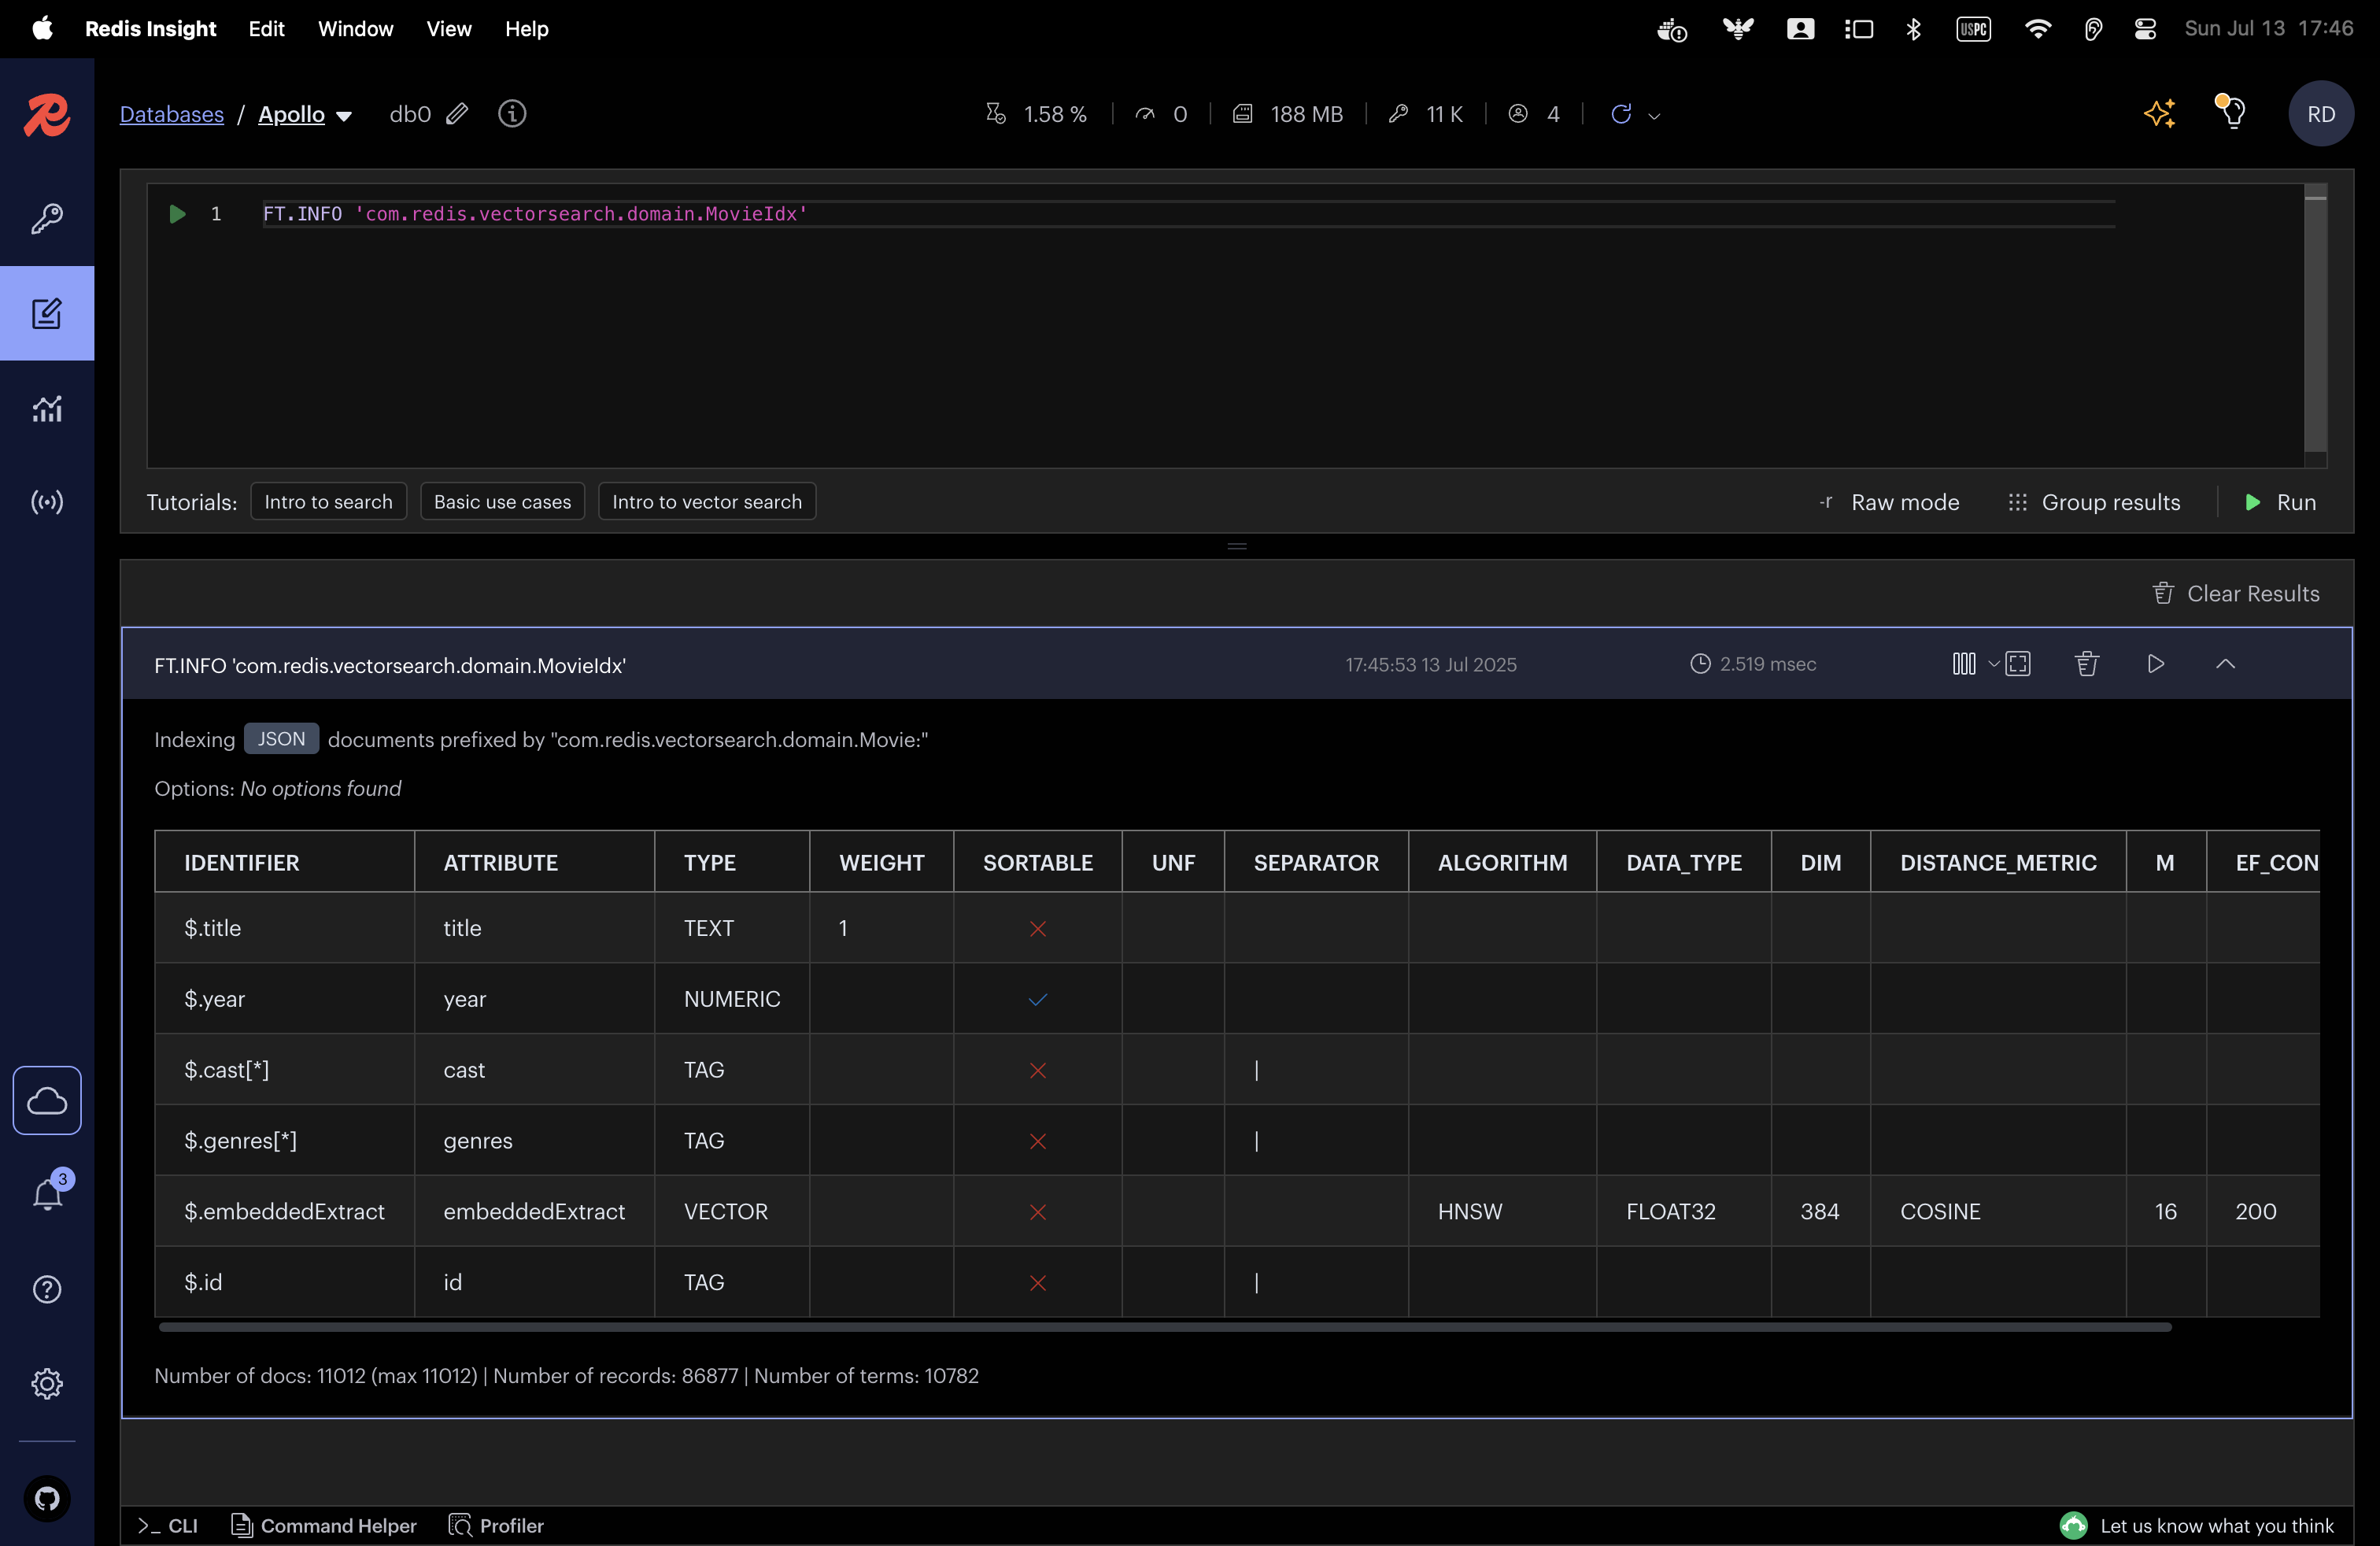 Redis Insight Edit Window View Help USPC Sun Jul 13 17:46
Databases / Apollo db0 1.58 % 0 188 MB 11 K 4 RD
1 FT.INFO 'com.redis.vectorsearch.domain.MovieIdx'
Tutorials: Intro to search Basic use cases Intro to vector search -r Raw mode Group results Run
Clear Results
FT.INFO 'com.redis.vectorsearch.domain.MovieIdx' 17:45:53 13 Jul 2025 2.519 msec
Indexing JSON documents prefixed by "com.redis.vectorsearch.domain.Movie:"
Options: No options found
IDENTIFIER ATTRIBUTE TYPE WEIGHT SORTABLE UNF SEPARATOR ALGORITHM DATA_TYPE DIM DISTANCE_METRIC M EF_CON
$.title title TEXT 1
$.year year NUMERIC
$.cast[*] cast TAG |
$.genres[*] genres TAG |
$.embeddedExtract embeddedExtract VECTOR HNSW FLOAT32 384 COSINE 16 200
3
$.id id TAG |
Number of docs: 11012 (max 11012) | Number of records: 86877 | Number of terms: 10782
>_ CLI Command Helper Profiler Let us know what you think